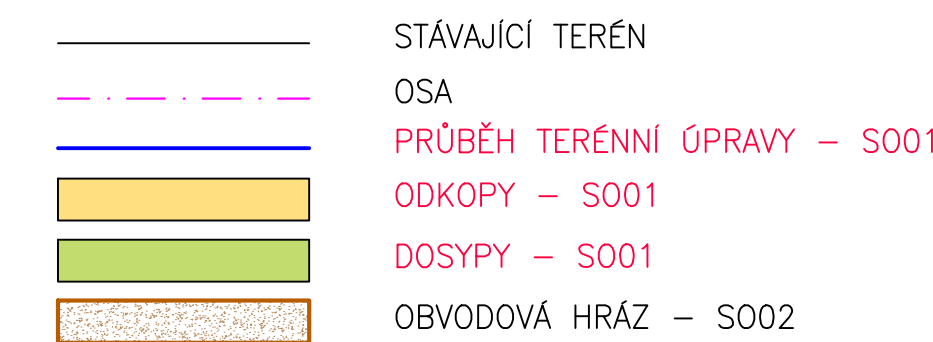 STÁVAJÍCÍ TERÉN
OSA
PRŮBĚH TERÉNNÍ ÚPRAVY – SO01
ODKOPY – SO01
DOSYPY – SO01
OBVODOVÁ HRÁZ – SO02